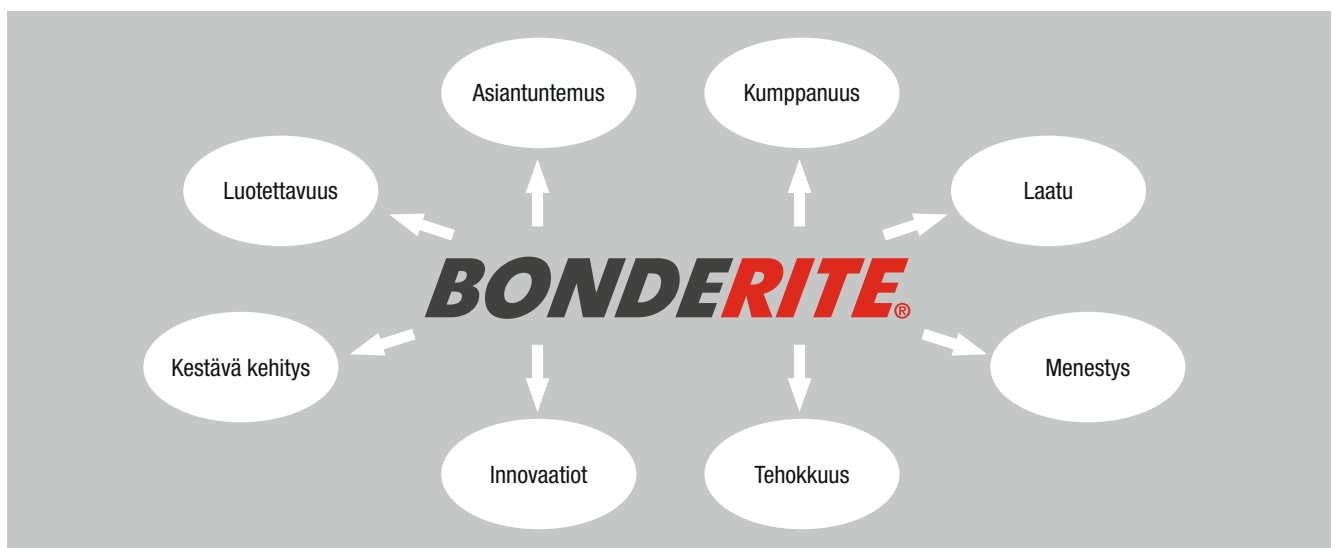 Asiantuntemus
Kumppanuus
Luotettavuus
Laatu
BONDERITE®
Kestävä kehitys
Menestys
Innovaatiot
Tehokkuus